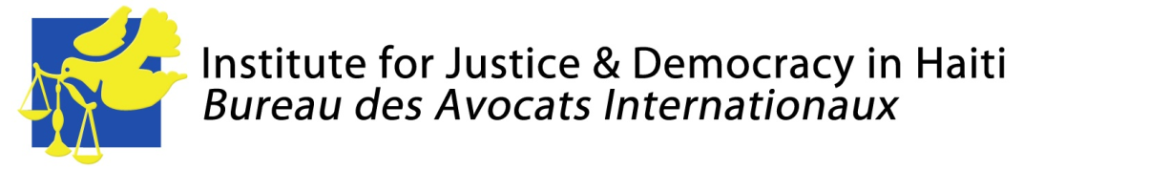 Institute for Justice & Democracy in Haiti
Bureau des Avocats Internationaux